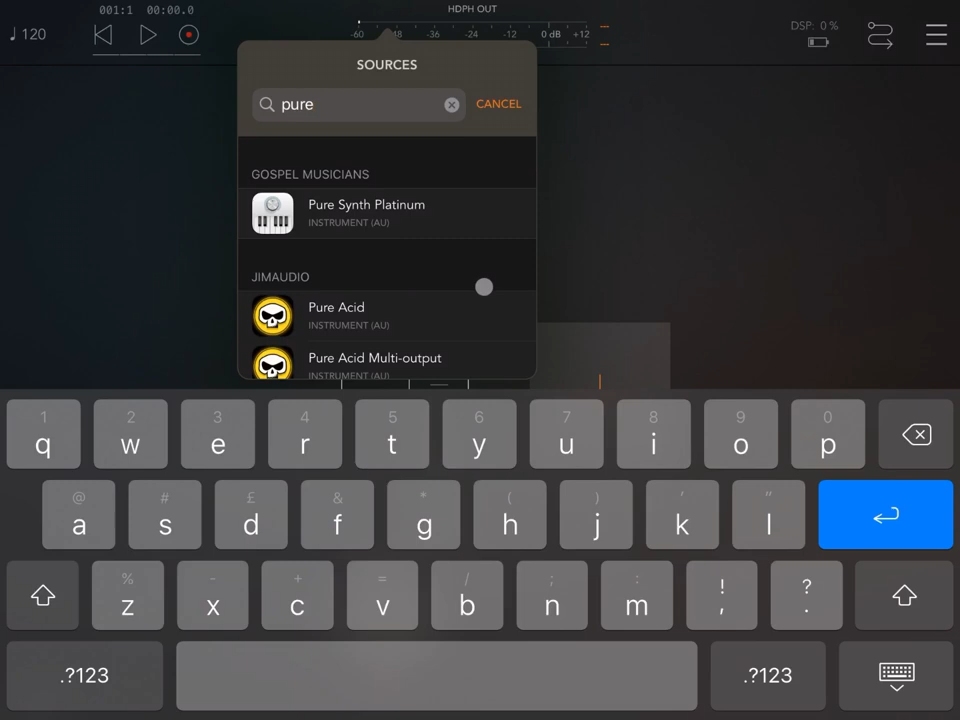 001:1 00:00.0
HDPH OUT
♩120
-60 -48 -36 -24 -12 0 dB +12
DSP: 0 %
SOURCES
pure
CANCEL
GOSPEL MUSICIANS
Pure Synth Platinum
INSTRUMENT (AU)
JIMAUDIO
Pure Acid
INSTRUMENT (AU)
Pure Acid Multi-output
INSTRUMENT (AU)
1 2 3 4 5 6 7 8 9 0
q w e r t y u i o p
@ # £ & * ( ) ' "
a s d f g h j k l
% - + = / ; : ! ?
z x c v b n m , .
.?123 .?123